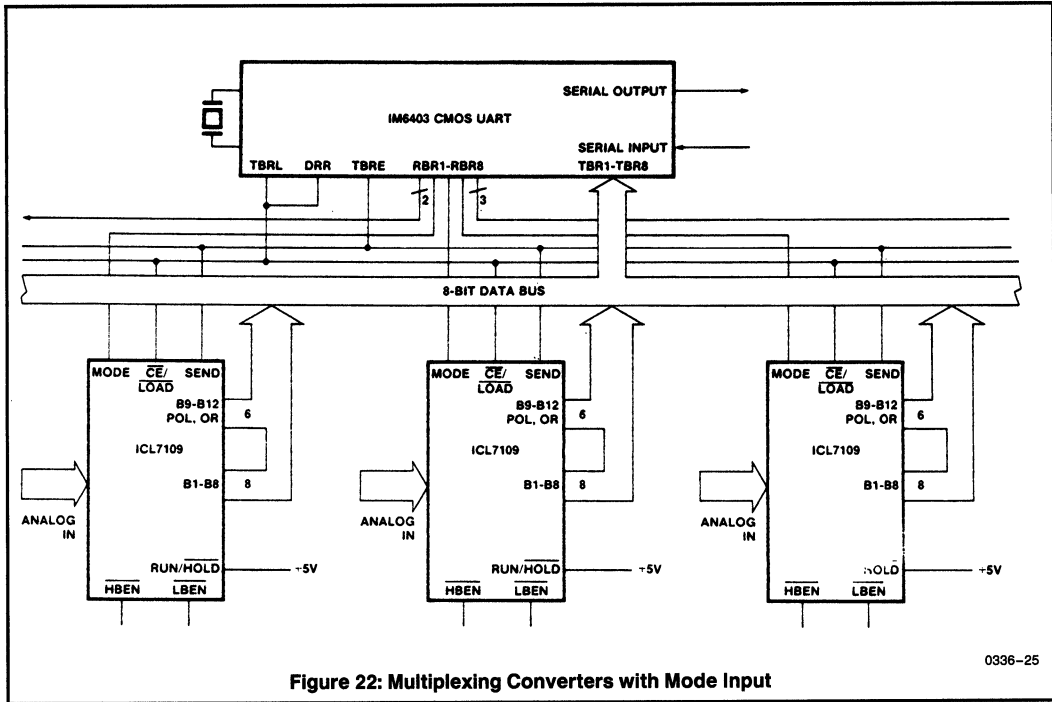 SERIAL OUTPUT
IM6403 CMOS UART
SERIAL INPUT
TBRL DRR TBRE RBR1-RBR8 TBR1-TBR8
2 3
8-BIT DATA BUS
MODE CE/ LOAD SEND
B9-B12
POL, OR 6
ICL7109
B1-B8 8
ANALOG
IN
RUN/HOLD +5V
HBEN LBEN
MODE CE/ LOAD SEND
B9-B12
POL, OR 6
ICL7109
B1-B8 8
ANALOG
IN
RUN/HOLD +5V
HBEN LBEN
MODE CE/ LOAD SEND
B9-B12
POL, OR 6
ICL7109
B1-B8 8
ANALOG
IN
+5V
HBEN LBEN
0336-25
Figure 22: Multiplexing Converters with Mode Input